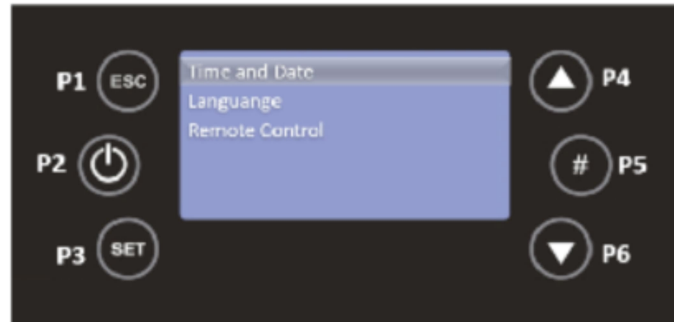 P1 ESC Time and Date P4
Languange
Remote Control
P2 # P5
P3 SET P6